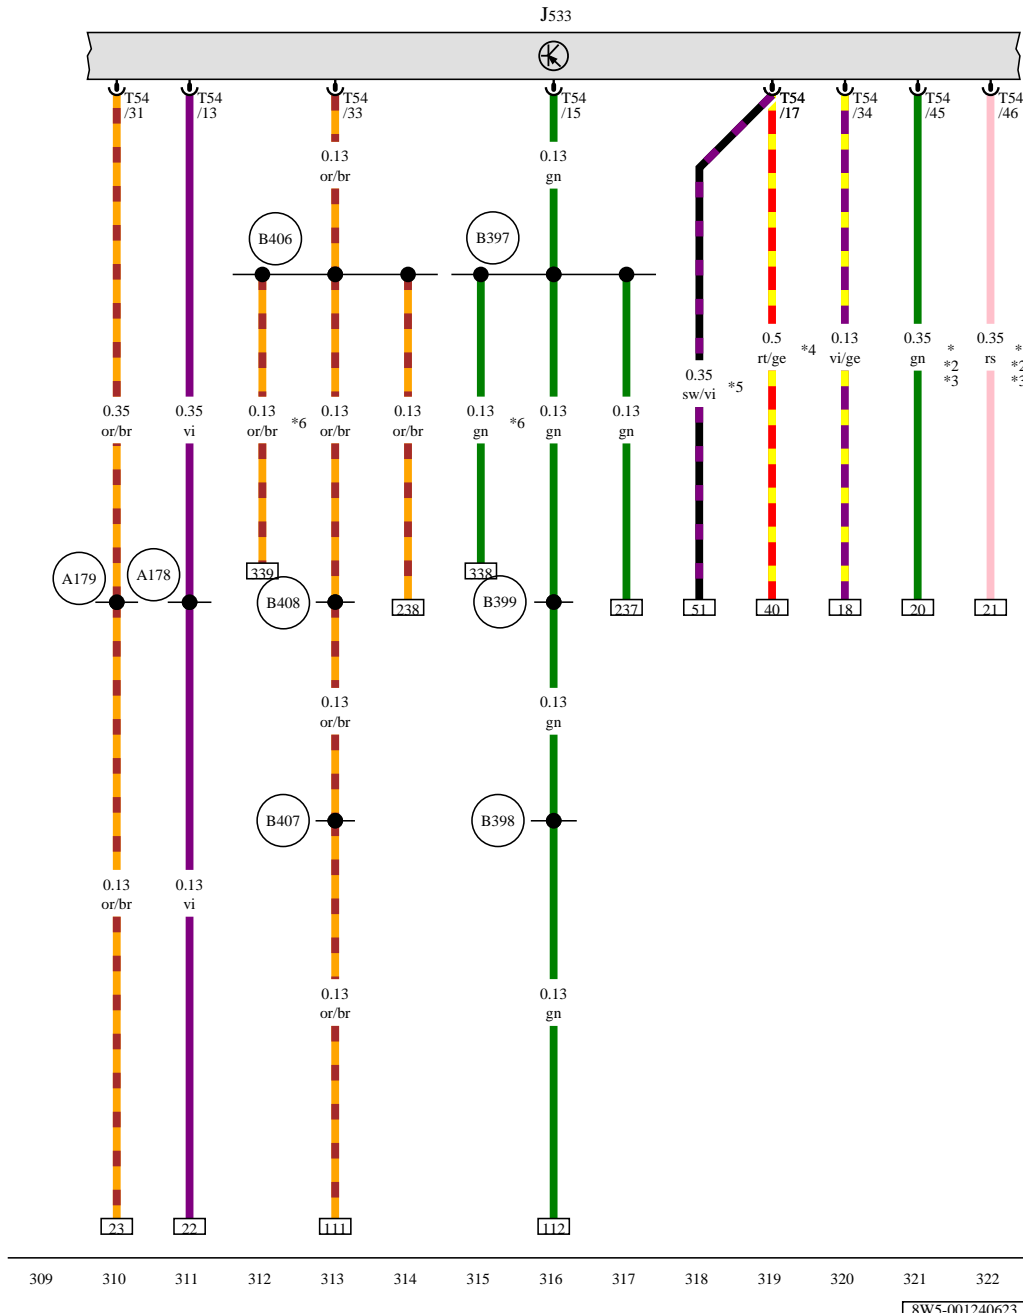 J533
T54 T54 T54 T54 T54 T54 T54 T54
/31 /13 /33 /15 /17 /34 /45 /46
0.13 0.13
or/br gn
B406 B397
0.5 0.13 0.35 0.35
rt/ge *4 vi/ge gn * rs *
*2 *2
*3 *3
0.35
sw/vi *5
0.35 0.35 0.13 0.13 0.13 0.13 0.13 0.13
or/br vi or/br *6 or/br or/br gn *6 gn gn
339 338
A179 A178
B408 238 B399 237 51 40 18 20 21
0.13 0.13
or/br gn
B407 B398
0.13 0.13
or/br vi
0.13 0.13
or/br gn
23 22 111 112
309 310 311 312 313 314 315 316 317 318 319 320 321 322
8W5-001240623